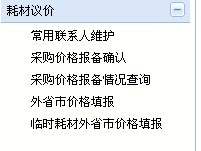 耗材议价
常用联系人维护
采购价格报备确认
采购价格报备情况查询
外省市价格填报
临时耗材外省市价格填报